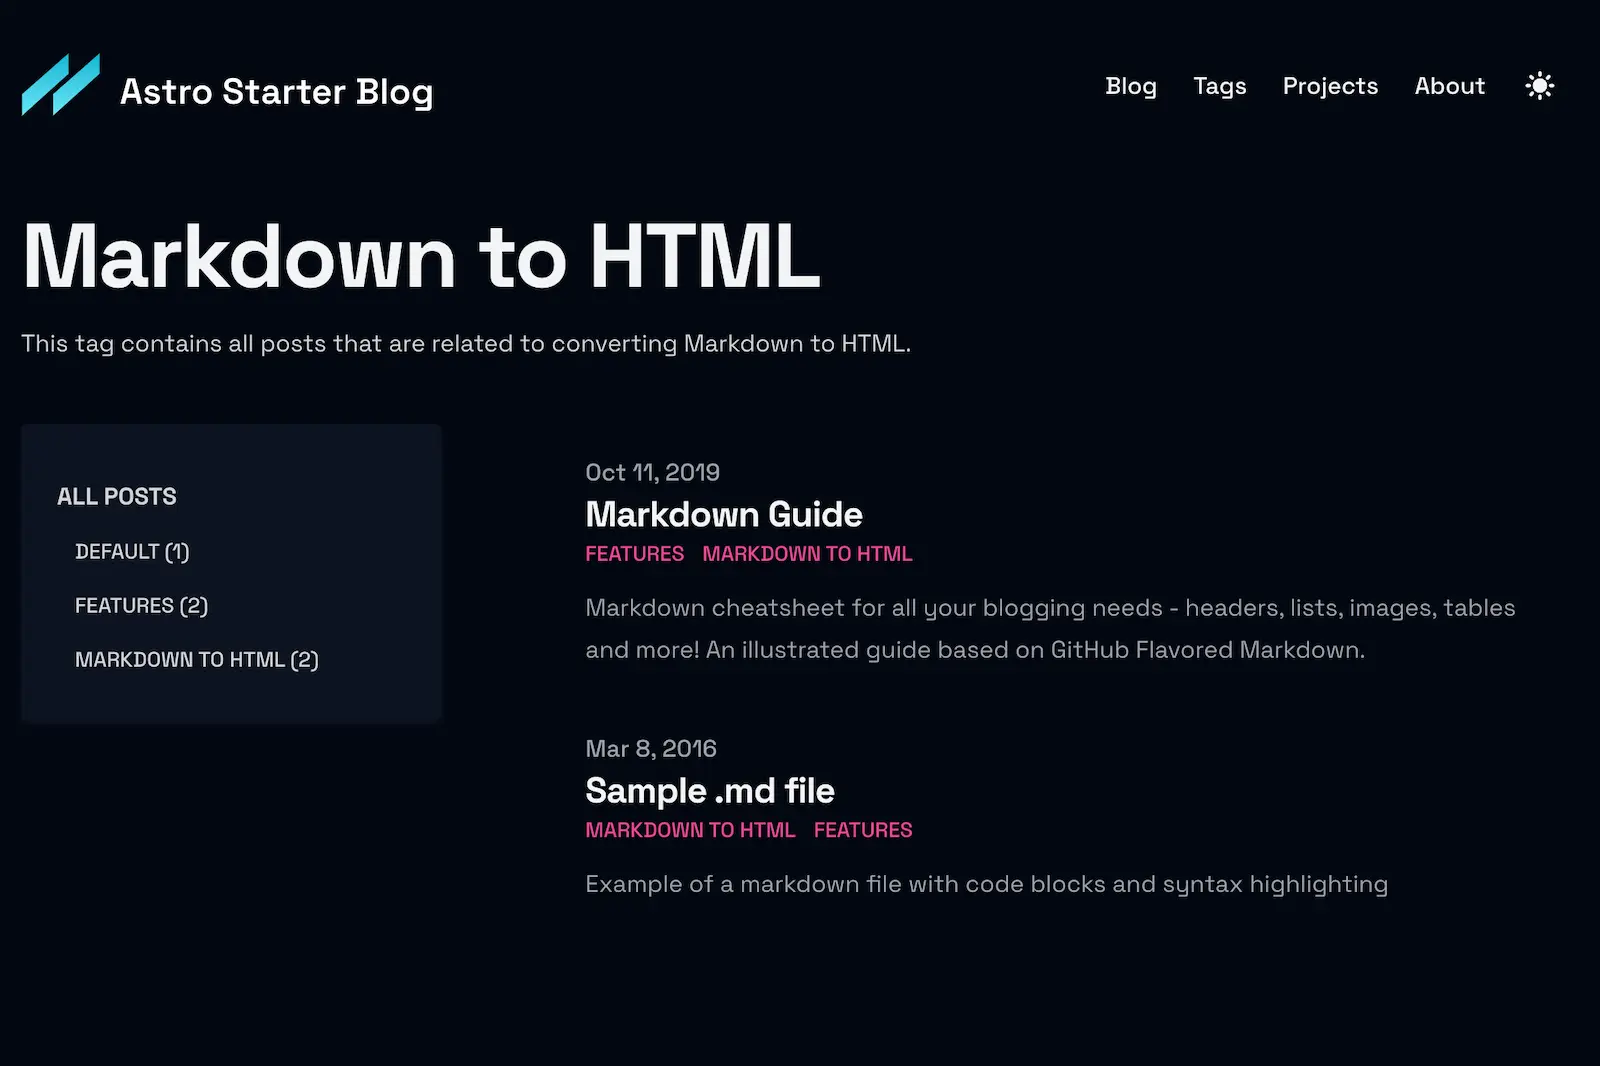 Astro Starter Blog
Blog Tags Projects About
Markdown to HTML
This tag contains all posts that are related to converting Markdown to HTML.
ALL POSTS
DEFAULT (1)
FEATURES (2)
MARKDOWN TO HTML (2)
Oct 11, 2019
Markdown Guide
FEATURES MARKDOWN TO HTML
Markdown cheatsheet for all your blogging needs - headers, lists, images, tables
and more! An illustrated guide based on GitHub Flavored Markdown.
Mar 8, 2016
Sample .md file
MARKDOWN TO HTML FEATURES
Example of a markdown file with code blocks and syntax highlighting